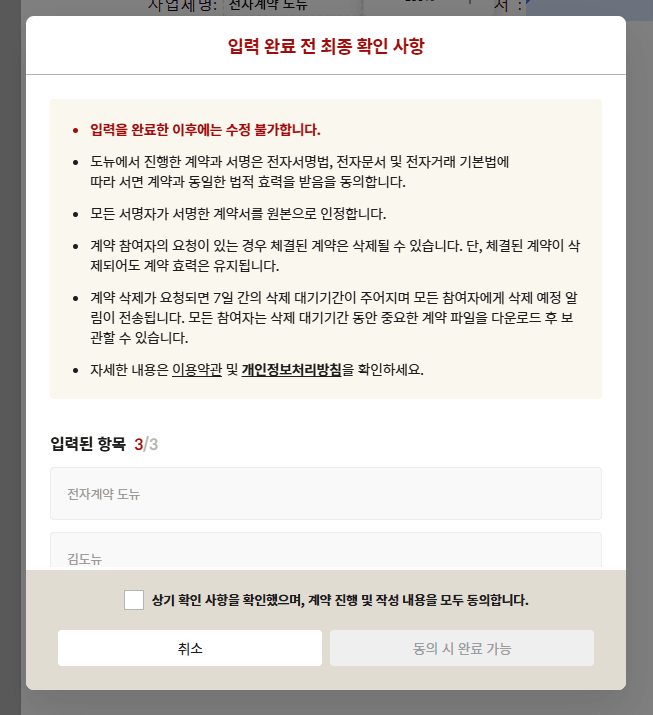 사업체명: 전자계약 도뉴
서 :
입력 완료 전 최종 확인 사항
• 입력을 완료한 이후에는 수정 불가합니다.
• 도뉴에서 진행한 계약과 서명은 전자서명법, 전자문서 및 전자거래 기본법에
따라 서면 계약과 동일한 법적 효력을 받음을 동의합니다.
• 모든 서명자가 서명한 계약서를 원본으로 인정합니다.
• 계약 참여자의 요청이 있는 경우 체결된 계약은 삭제될 수 있습니다. 단, 체결된 계약이 삭
제되어도 계약 효력은 유지됩니다.
• 계약 삭제가 요청되면 7일 간의 삭제 대기기간이 주어지며 모든 참여자에게 삭제 예정 알
림이 전송됩니다. 모든 참여자는 삭제 대기기간 동안 중요한 계약 파일을 다운로드 후 보
관할 수 있습니다.
• 자세한 내용은 이용약관 및 개인정보처리방침을 확인하세요.
입력된 항목 3/3
전자계약 도뉴
김도뉴
상기 확인 사항을 확인했으며, 계약 진행 및 작성 내용을 모두 동의합니다.
취소
동의 시 완료 가능